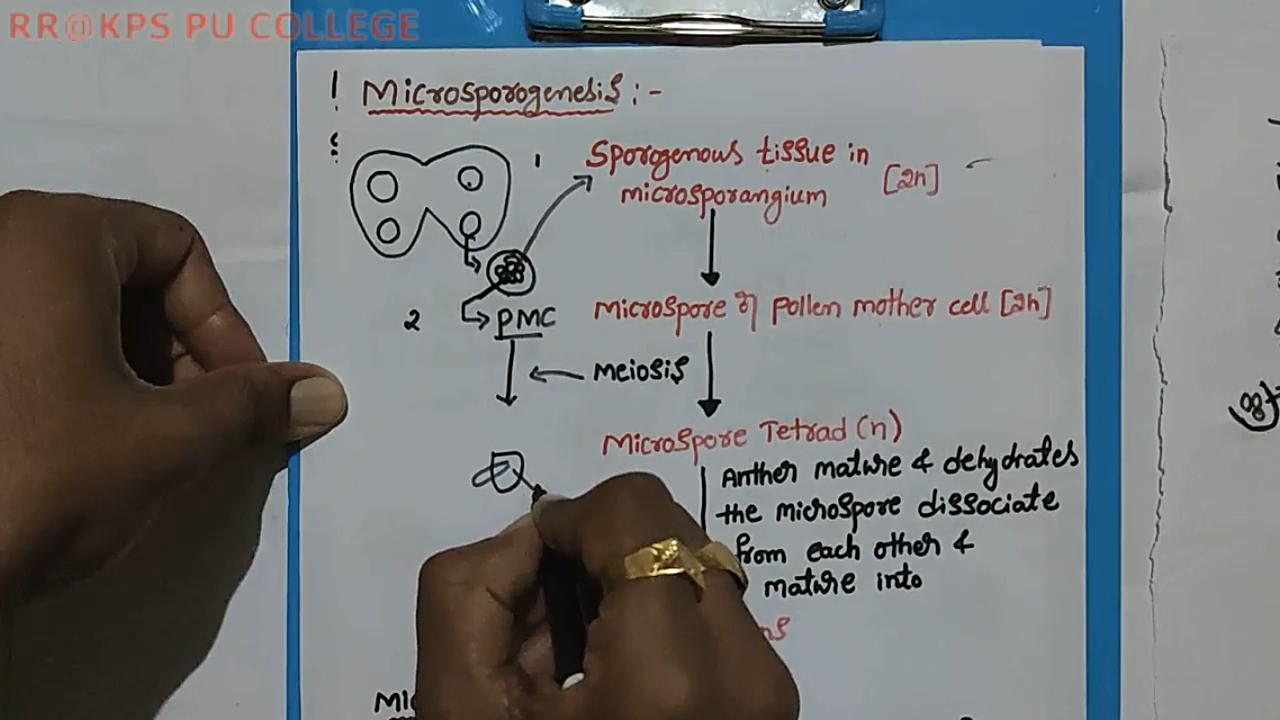 RR@KPS PU COLLEGE
Microsporogenesis :-
1 Sporogenous tissue in
microsporangium [2n]
2 PMC
Microspore or pollen mother cell [2n]
Meiosis
Microspore Tetrad (n)
Anther mature & dehydrates
the microspore dissociate
from each other &
mature into